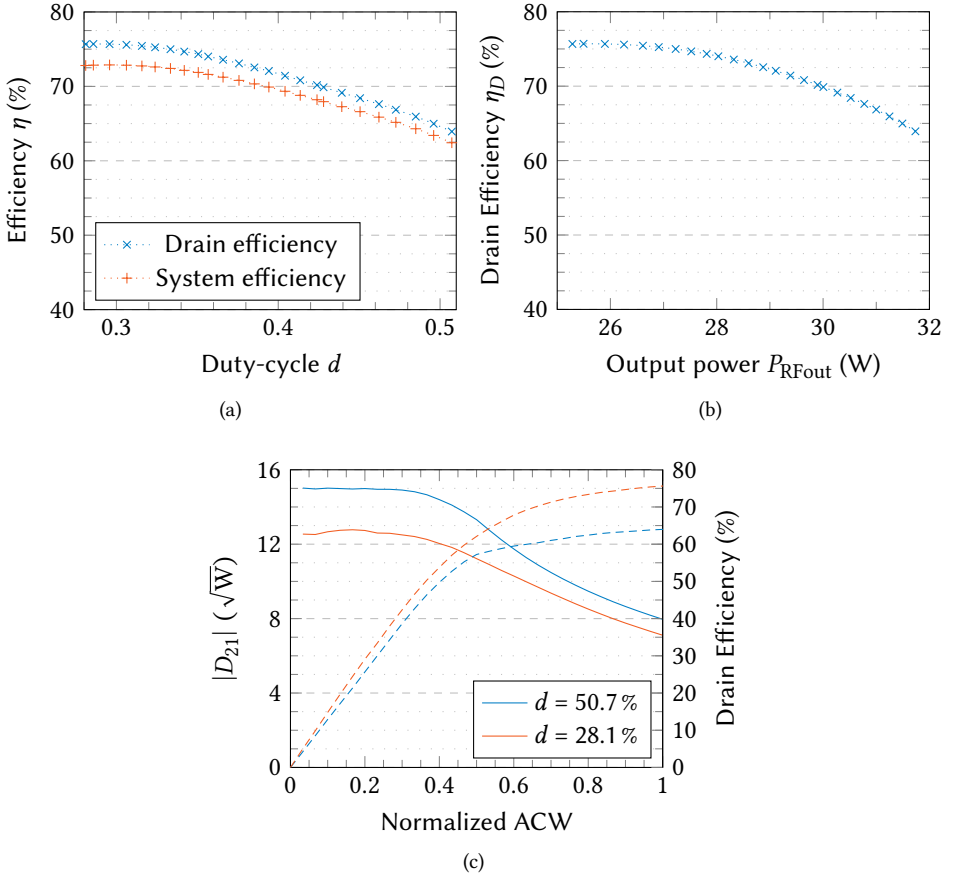 80
70
60
50
40
Efficiency η (%)
Drain efficiency
System efficiency
0.3 0.4 0.5
Duty-cycle d
(a)
80
70
60
50
40
Drain Efficiency η_D (%)
26 28 30 32
Output power P_RFout (W)
(b)
16
12
8
4
0
|D_21| (√W)
80
70
60
50
40
30
20
10
0
Drain Efficiency (%)
d = 50.7 %
d = 28.1 %
0 0.2 0.4 0.6 0.8 1
Normalized ACW
(c)